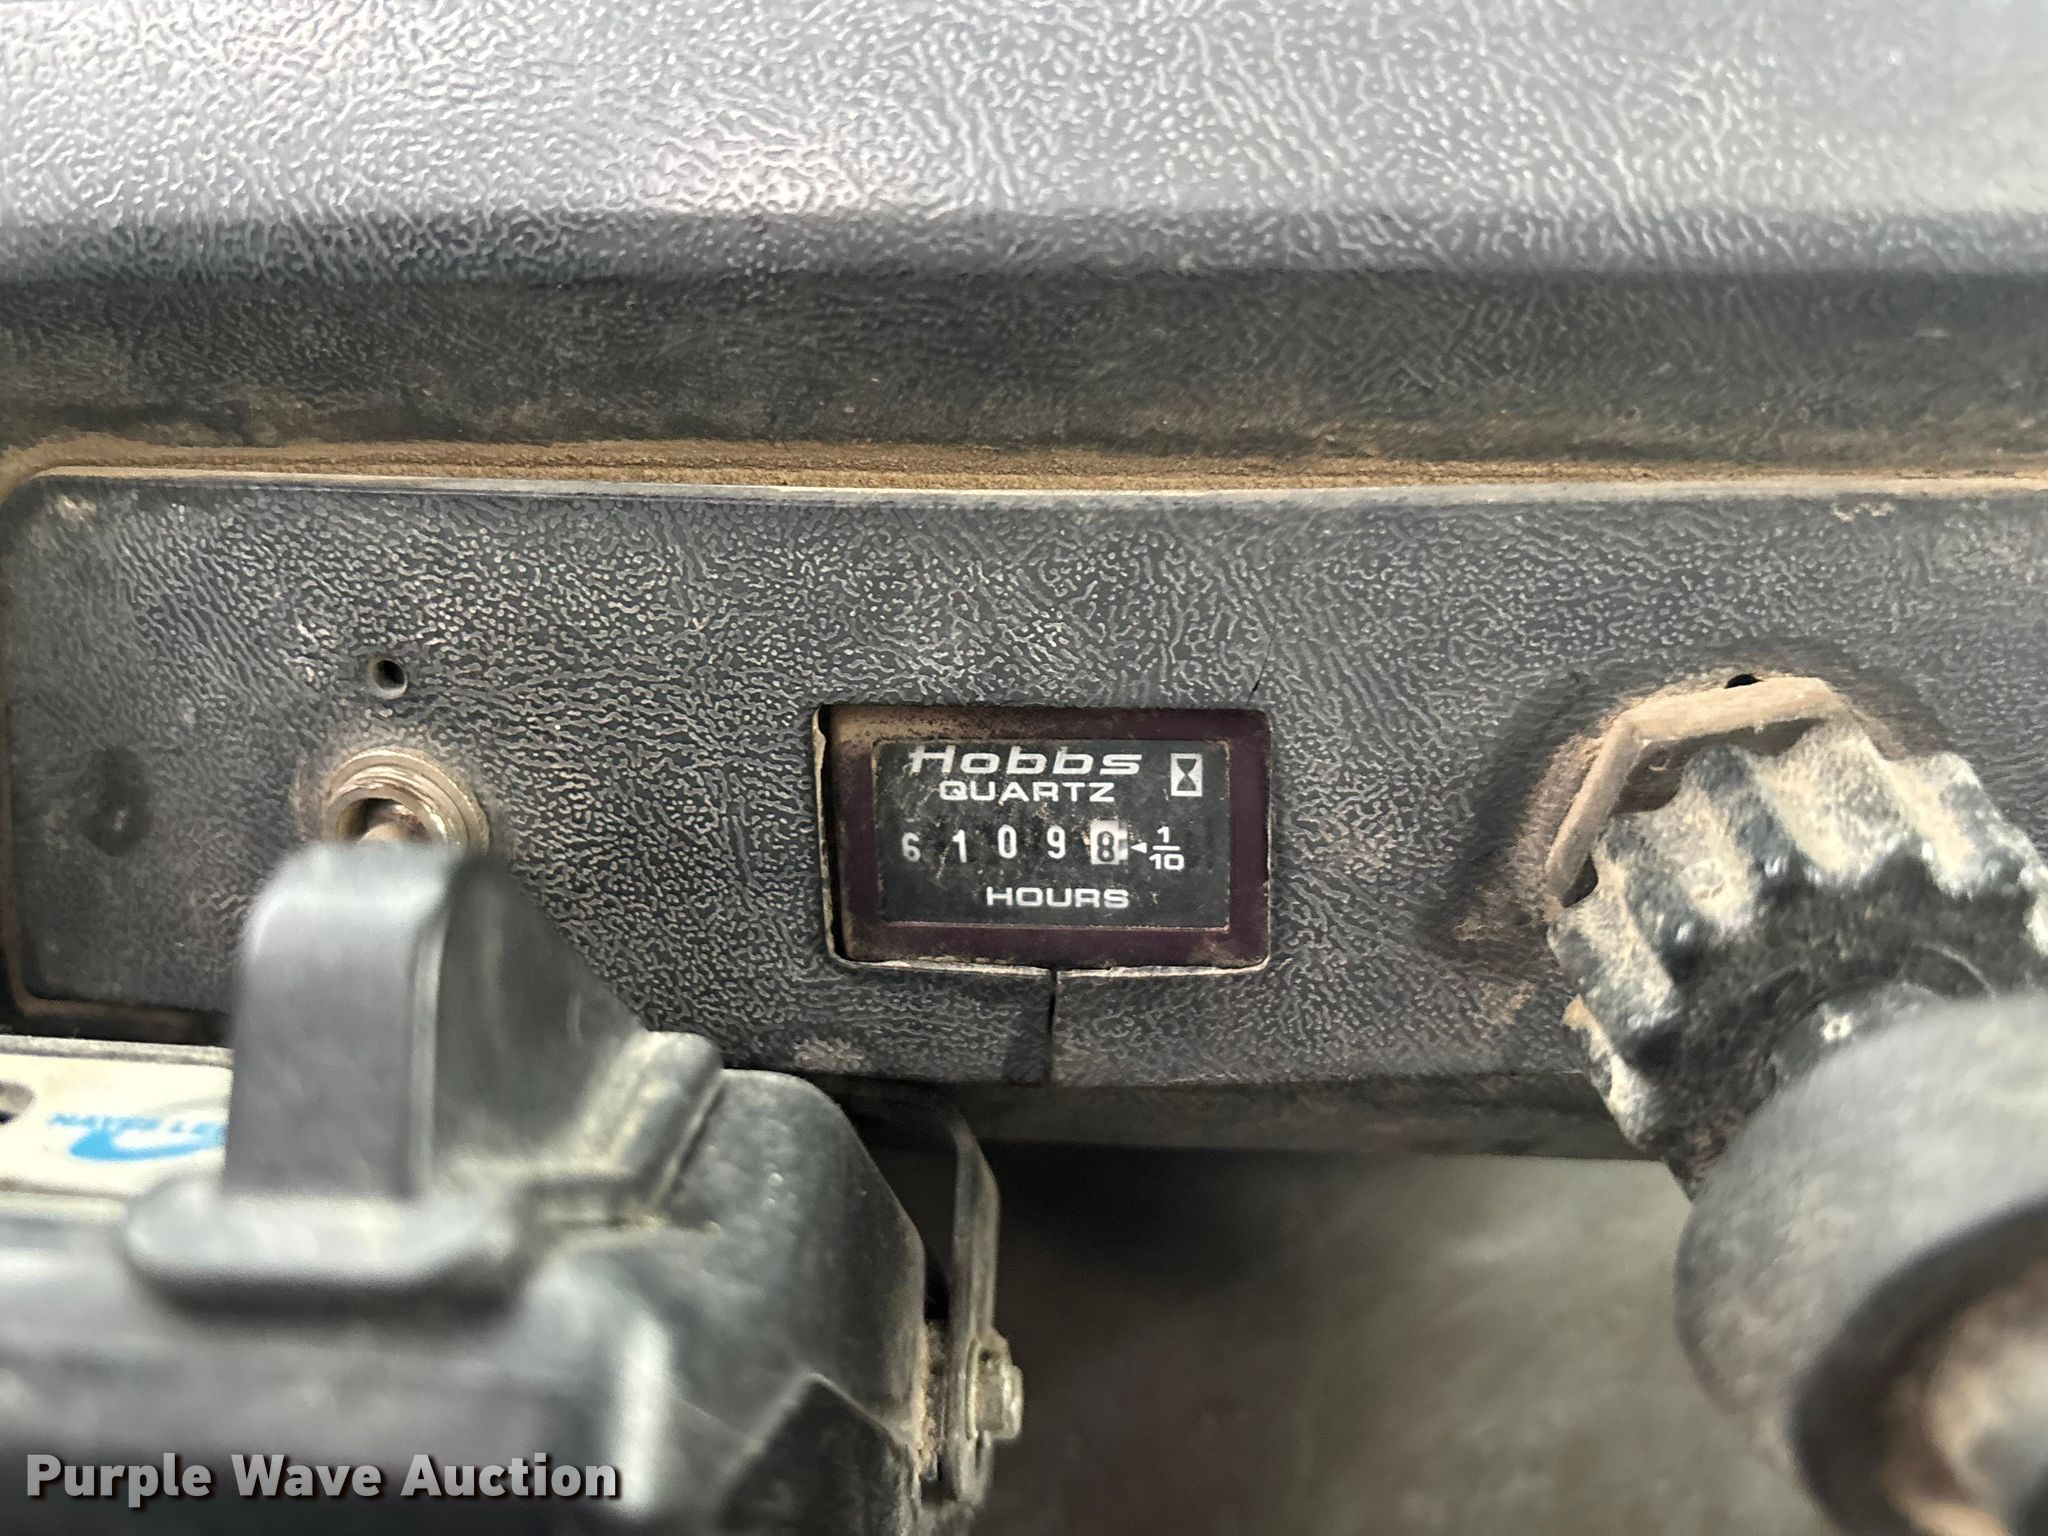 Hobbs
QUARTZ
6 1 0 9 8 1/10
HOURS
Purple Wave Auction